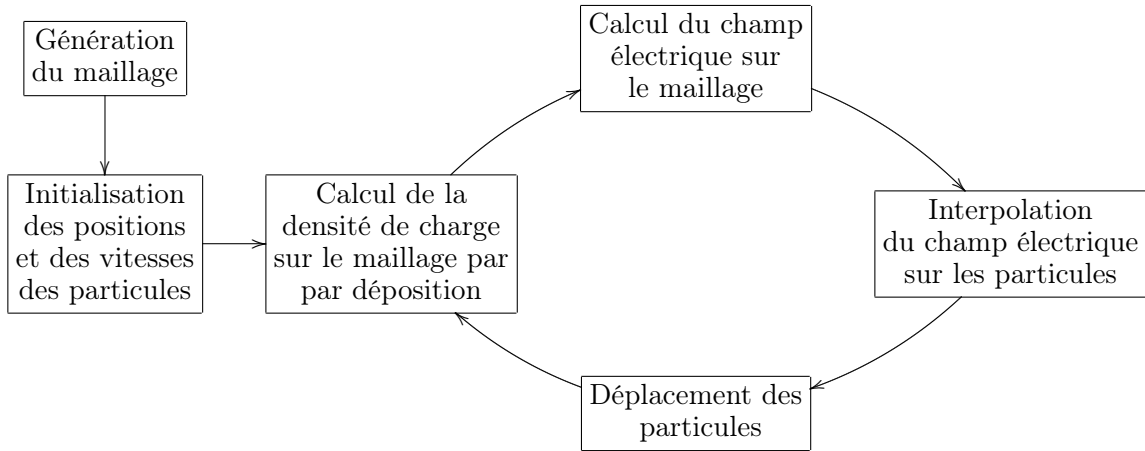 Génération
du maillage
Initialisation
des positions
et des vitesses
des particules
Calcul de la
densité de charge
sur le maillage par
par déposition
Calcul du champ
électrique sur
le maillage
Interpolation
du champ électrique
sur les particules
Déplacement des
particules